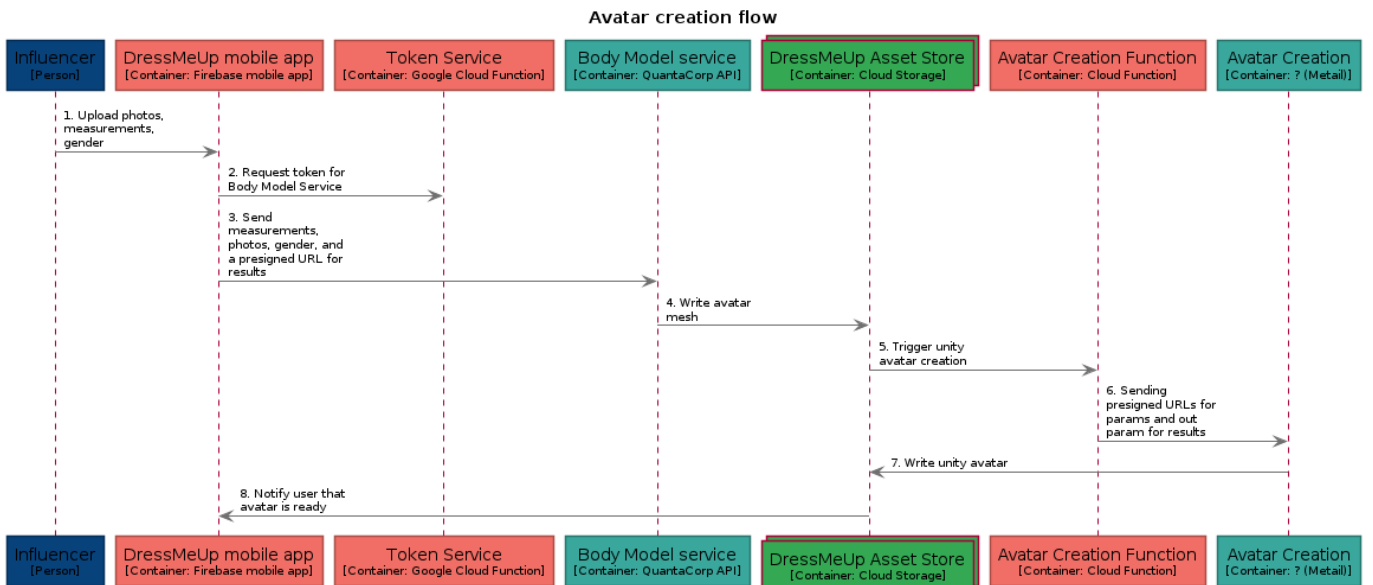 Avatar creation flow
Influencer
[Person]
DressMeUp mobile app
[Container: Firebase mobile app]
Token Service
[Container: Google Cloud Function]
Body Model service
[Container: QuantaCorp API]
DressMeUp Asset Store
[Container: Cloud Storage]
Avatar Creation Function
[Container: Cloud Function]
Avatar Creation
[Container: ? (Metail)]
1. Upload photos,
measurements,
gender
2. Request token for
Body Model Service
3. Send
measurements,
photos, gender, and
a presigned URL for
results
4. Write avatar
mesh
5. Trigger unity
avatar creation
6. Sending
presigned URLs for
params and out
param for results
7. Write unity avatar
8. Notify user that
avatar is ready
Influencer
[Person]
DressMeUp mobile app
[Container: Firebase mobile app]
Token Service
[Container: Google Cloud Function]
Body Model service
[Container: QuantaCorp API]
DressMeUp Asset Store
[Container: Cloud Storage]
Avatar Creation Function
[Container: Cloud Function]
Avatar Creation
[Container: ? (Metail)]